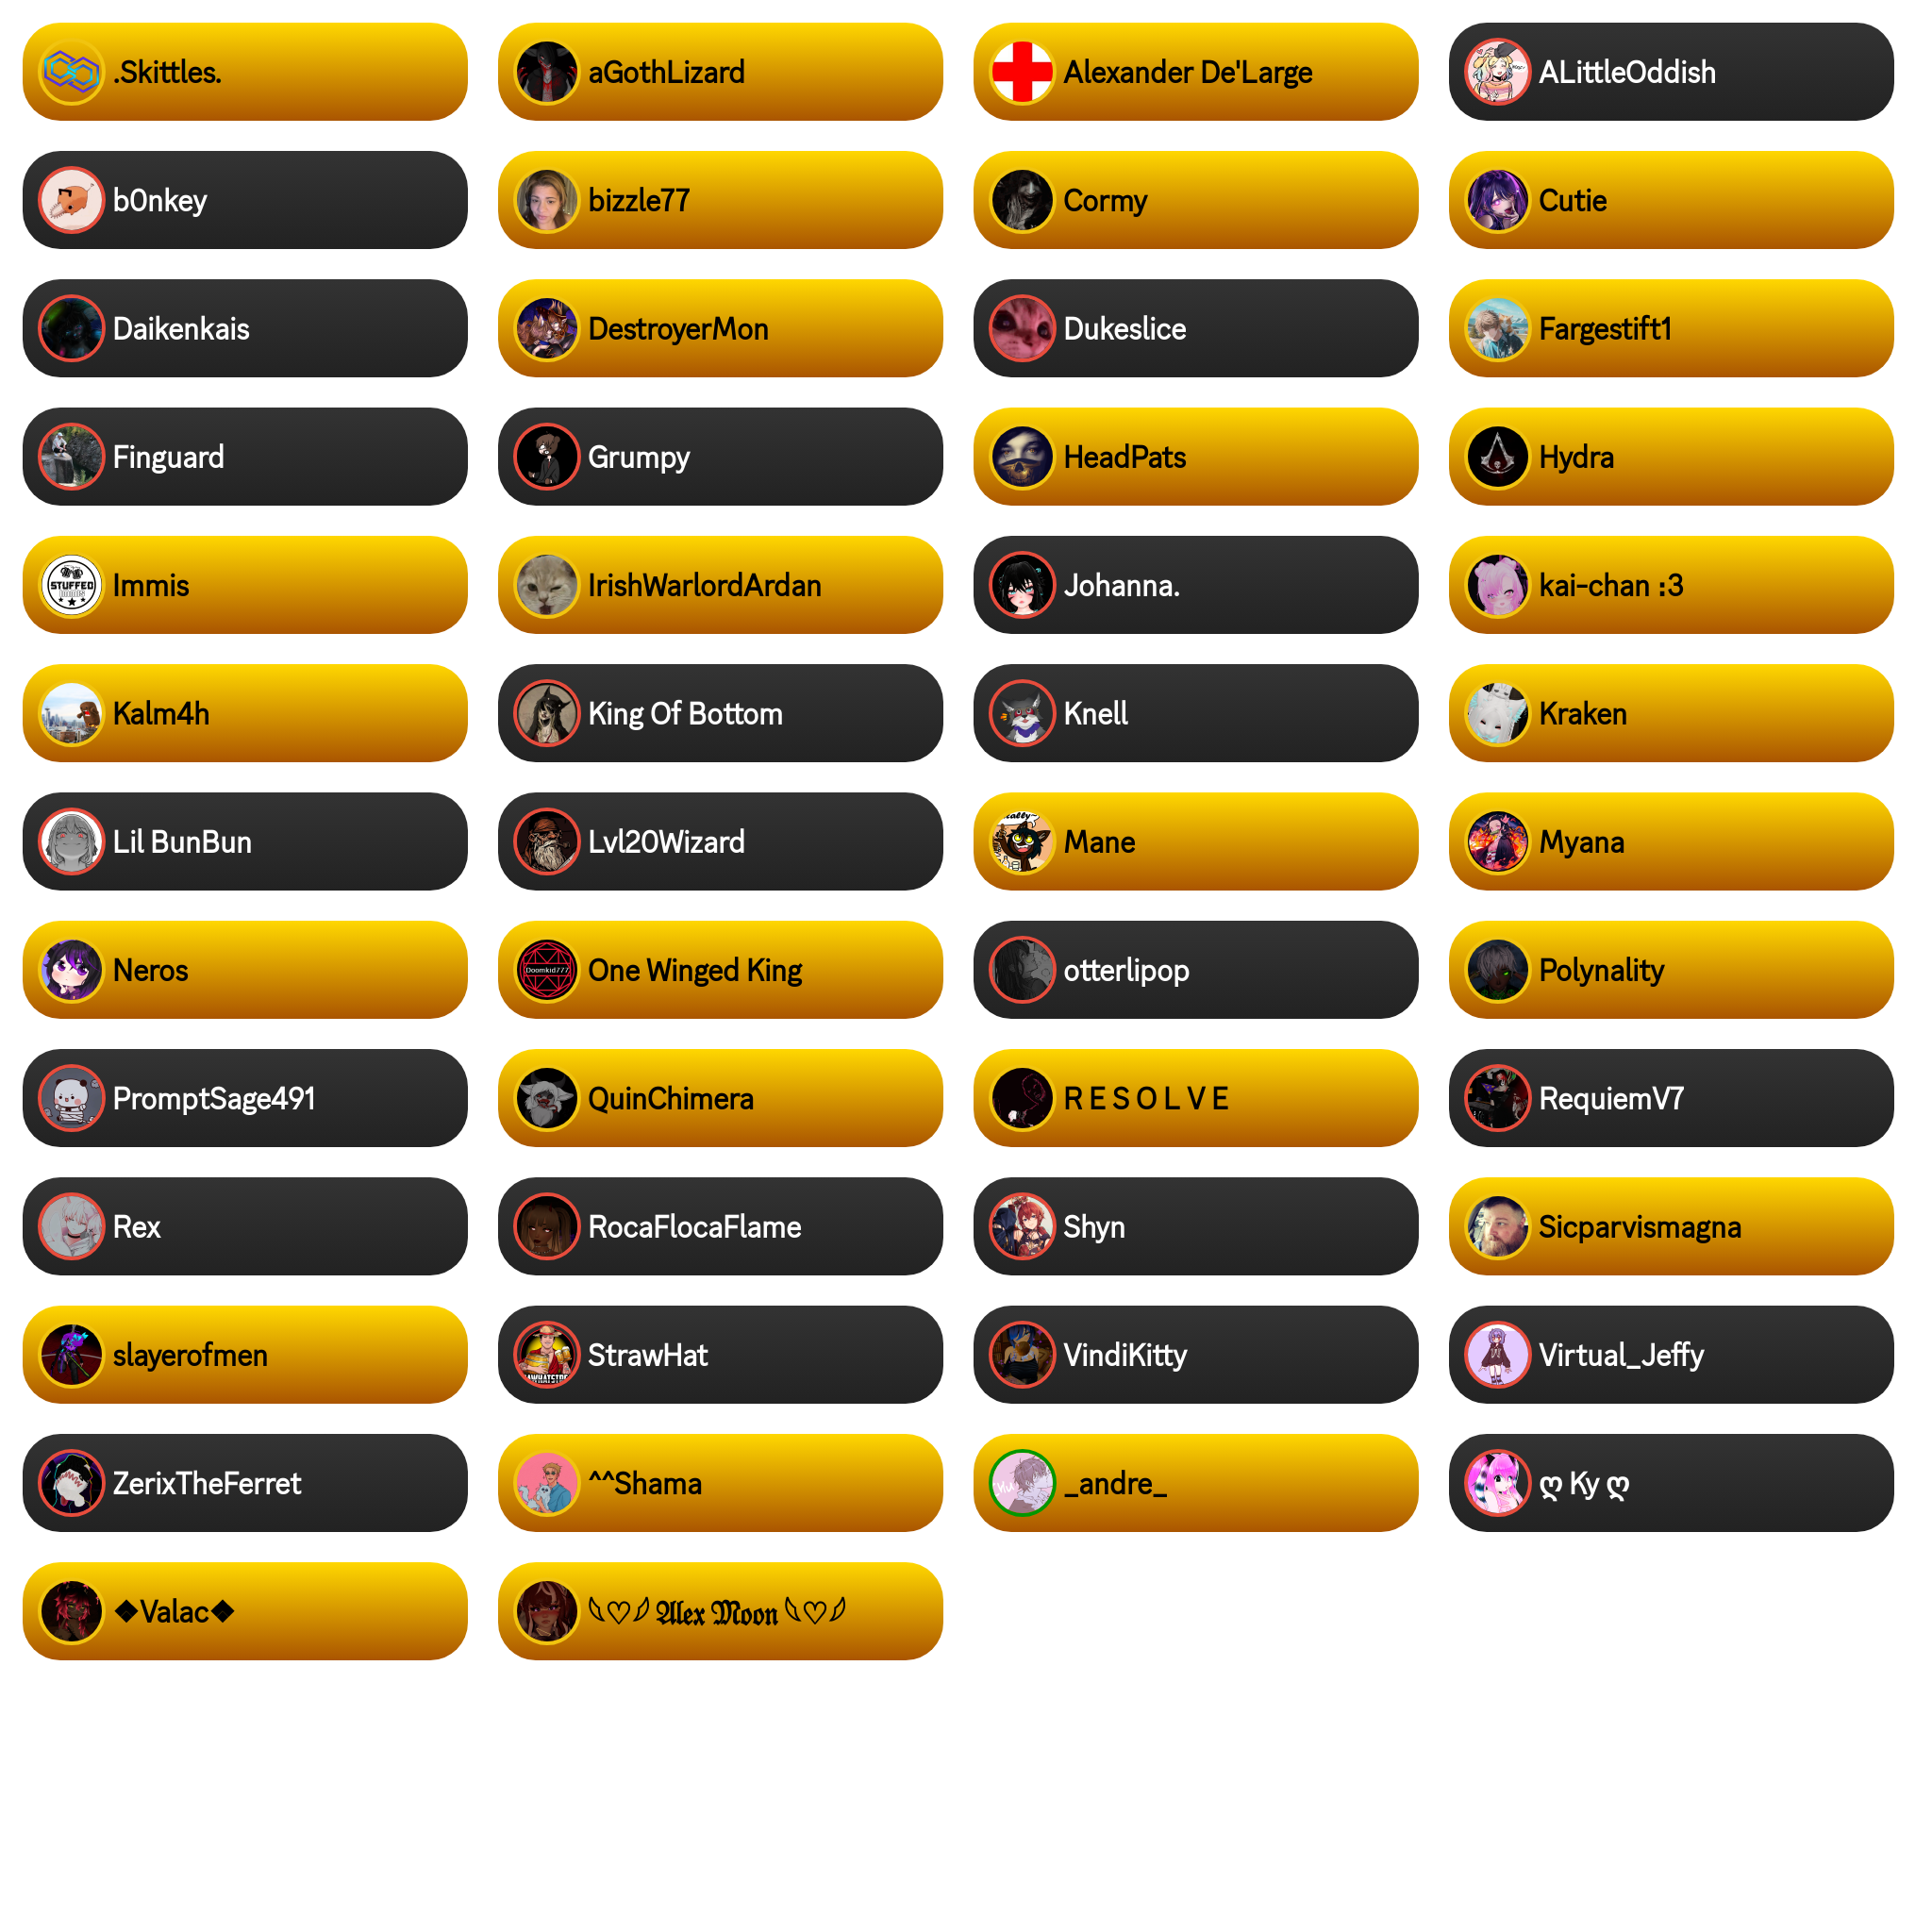 .Skittles.
aGothLizard
Alexander De'Large
ALittleOddish
b0nkey
bizzle77
Cormy
Cutie
Daikenkais
DestroyerMon
Dukeslice
Fargestift1
Finguard
Grumpy
HeadPats
Hydra
STUFFED
Immis
IrishWarlordArdan
Johanna.
kai-chan :3
Kalm4h
King Of Bottom
Knell
Kraken
Lil BunBun
Lvl20Wizard
Mane
Myana
Neros
Doomkid777
One Winged King
otterlipop
Polynality
PromptSage491
QuinChimera
R E S O L V E
RequiemV7
Rex
RocaFlocaFlame
Shyn
Sicparvismagna
slayerofmen
StrawHat
VindiKitty
Virtual_Jeffy
ZerixTheFerret
^^Shama
_andre_
ღ Ky ღ
❖Valac❖
𓆩♡𓆪 𝕬𝖑𝖊𝖝 𝕸𝖔𝖔𝖓 𓆩♡𓆪